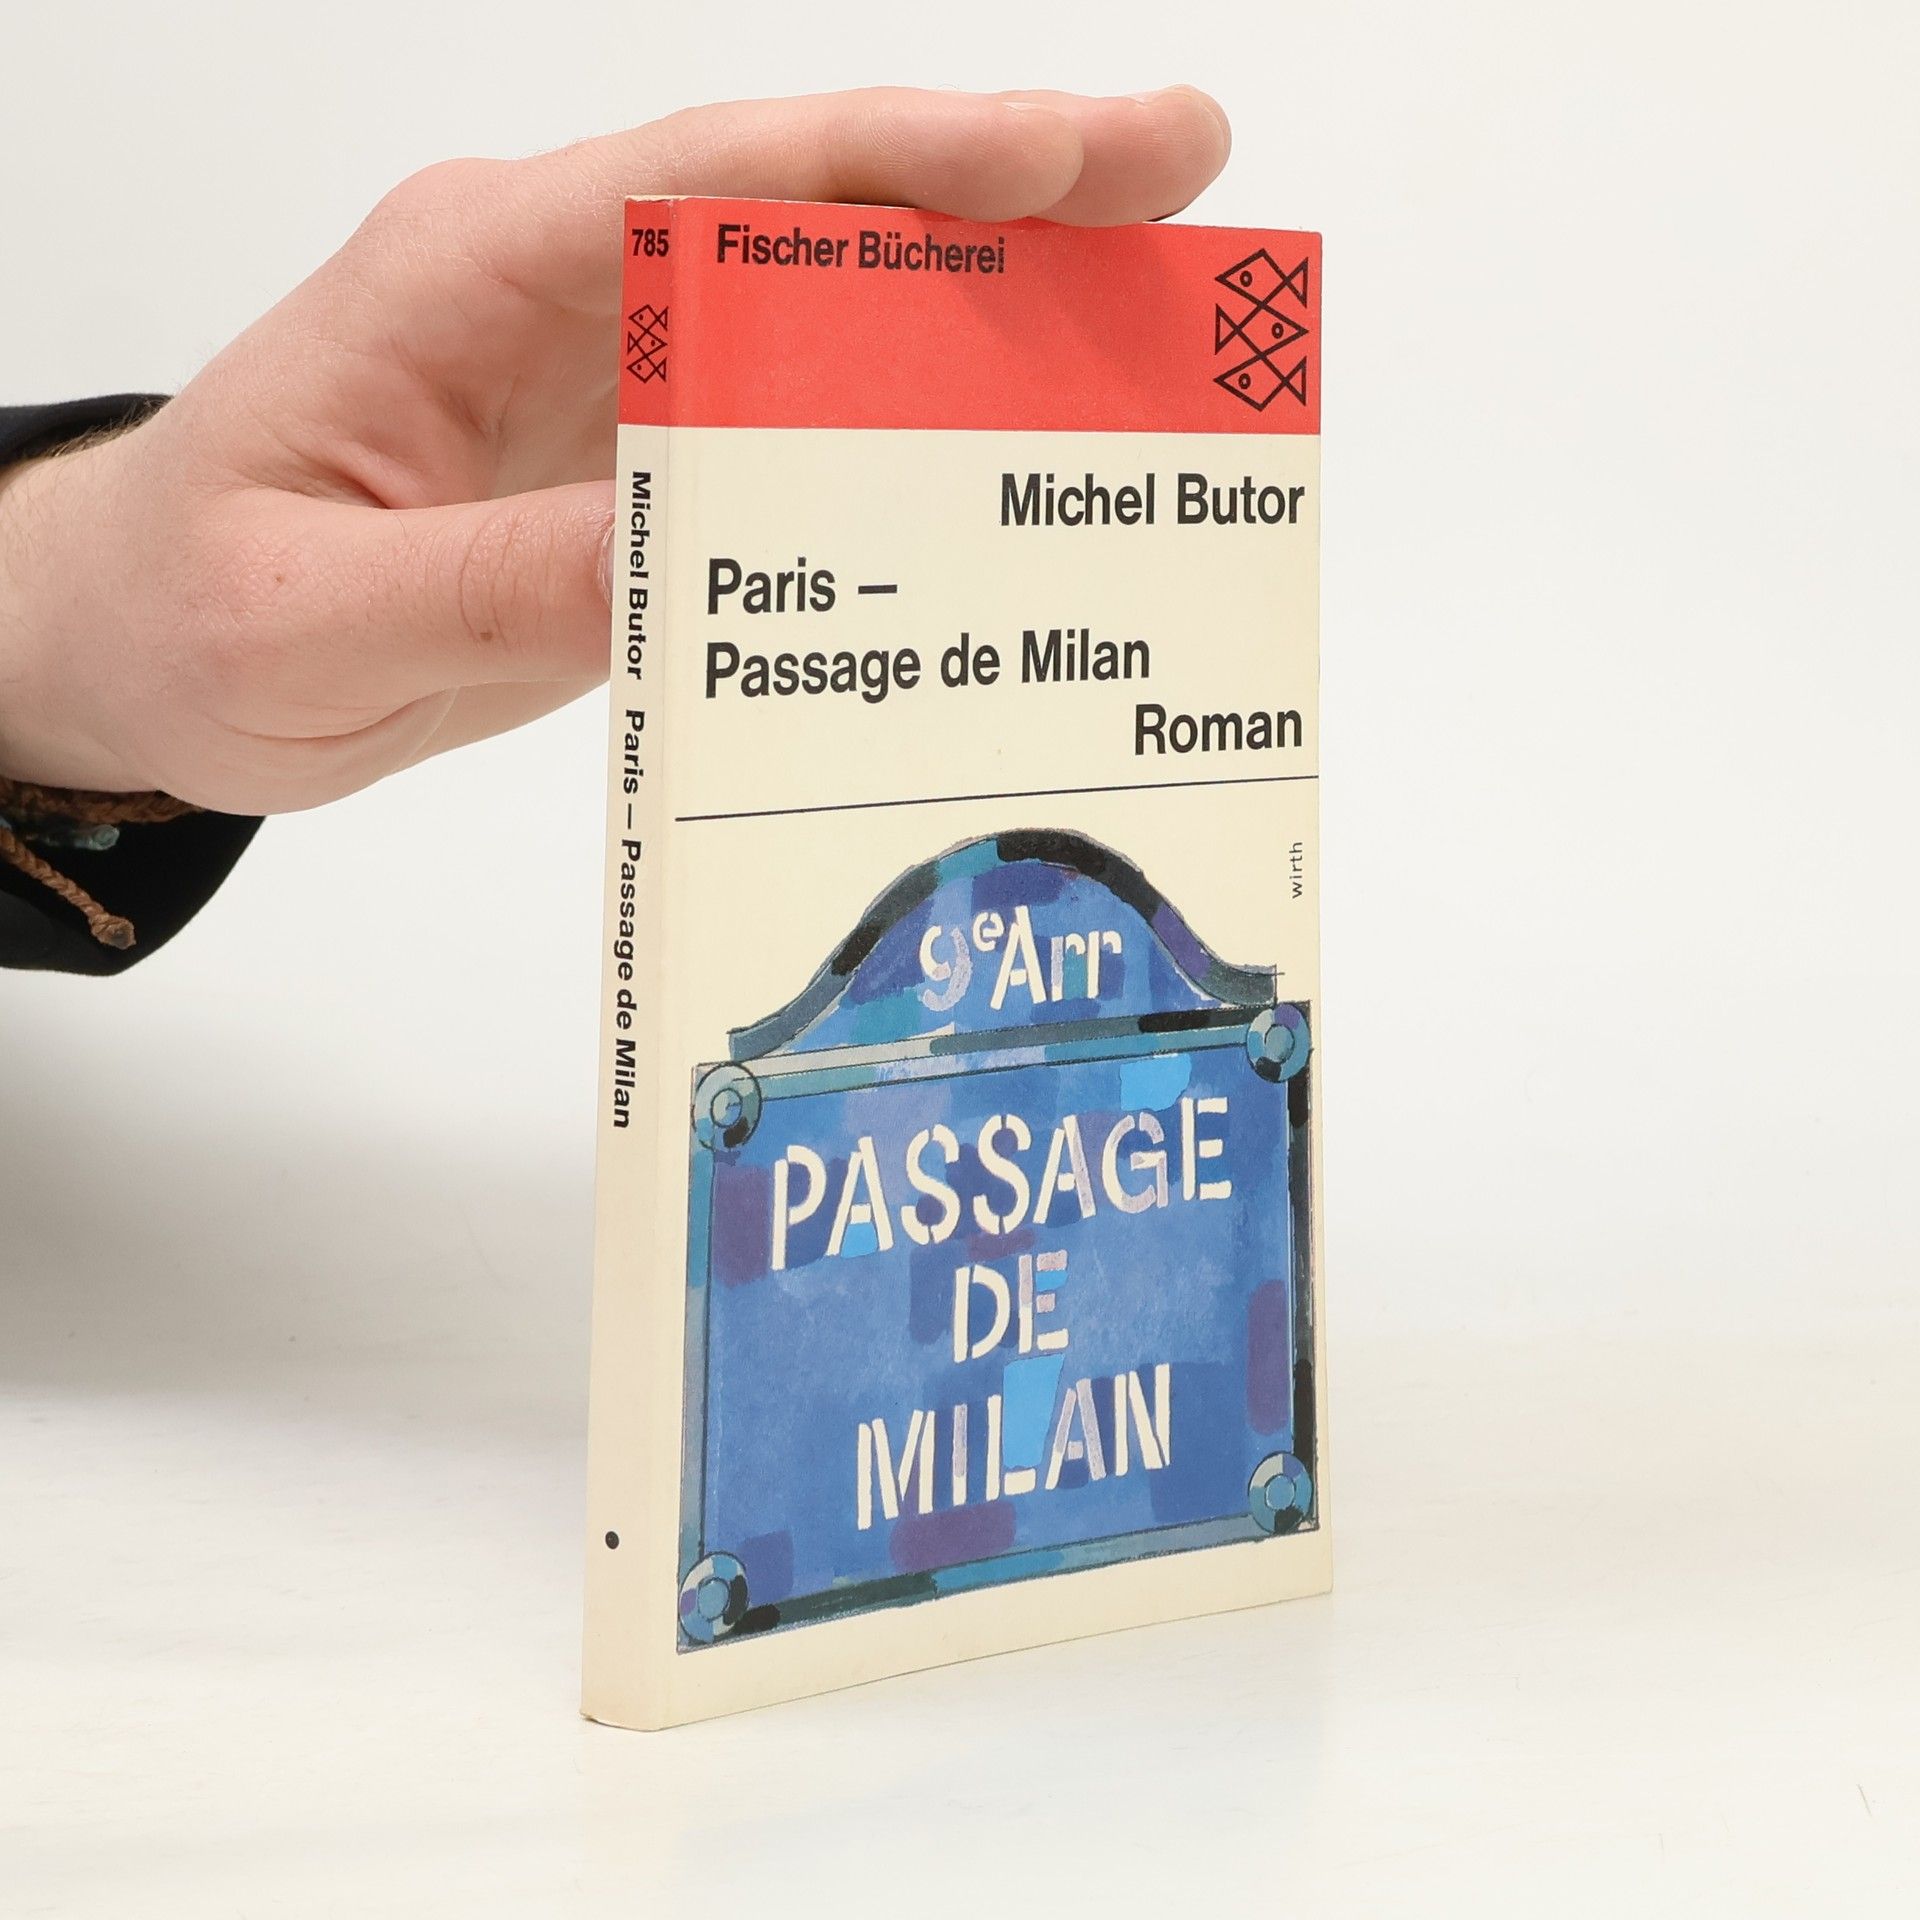 785
Fischer Bücherei
Michel Butor
Paris –
Passage de Milan
Roman
wirth
9e Arr
PASSAGE
DE
MILAN
Michel Butor Paris – Passage de Milan